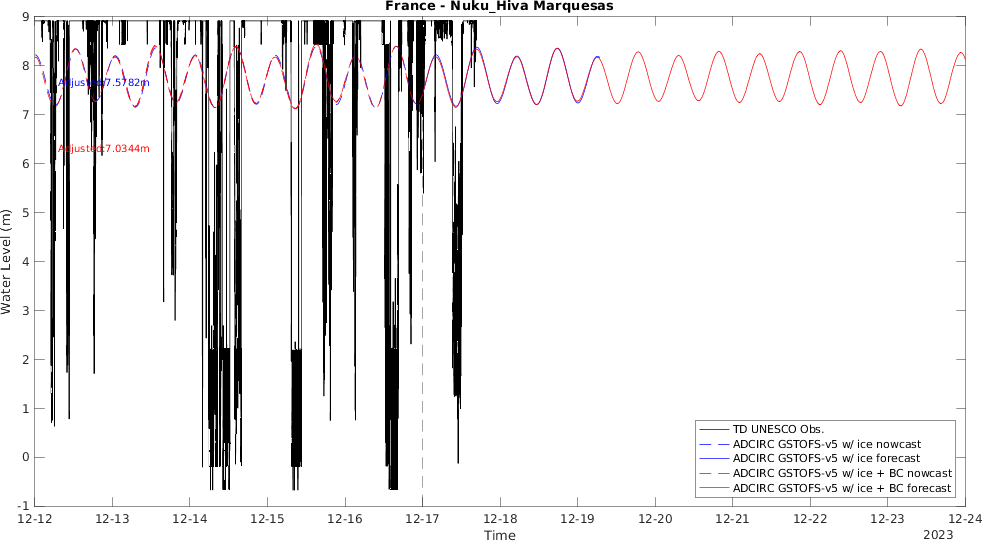 France - Nuku_Hiva Marquesas
9
8
7
6
5
4
3
2
1
0
-1
Water Level (m)
Adjusted:7.5782m
Adjusted:7.0344m
TD UNESCO Obs.
ADCIRC GSTOFS-v5 w/ ice nowcast
ADCIRC GSTOFS-v5 w/ ice forecast
ADCIRC GSTOFS-v5 w/ ice + BC nowcast
ADCIRC GSTOFS-v5 w/ ice + BC forecast
12-12 12-13 12-14 12-15 12-16 12-17 12-18 12-19 12-20 12-21 12-22 12-23 12-24
Time
2023